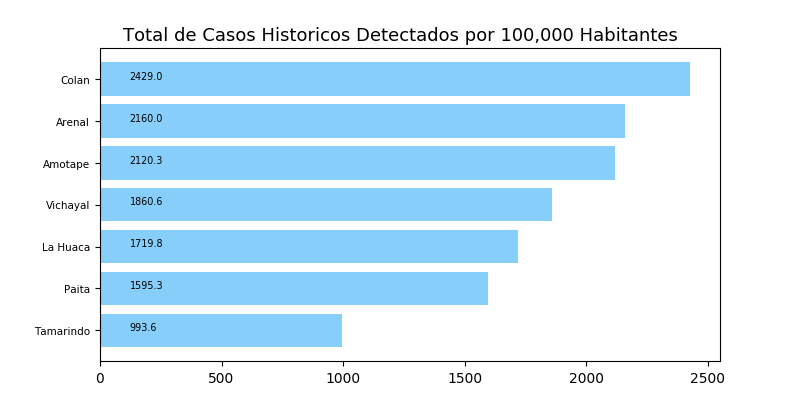 Total de Casos Historicos Detectados por 100,000 Habitantes
Colan 2429.0
Arenal 2160.0
Amotape 2120.3
Vichayal 1860.6
La Huaca 1719.8
Paita 1595.3
Tamarindo 993.6
0 500 1000 1500 2000 2500